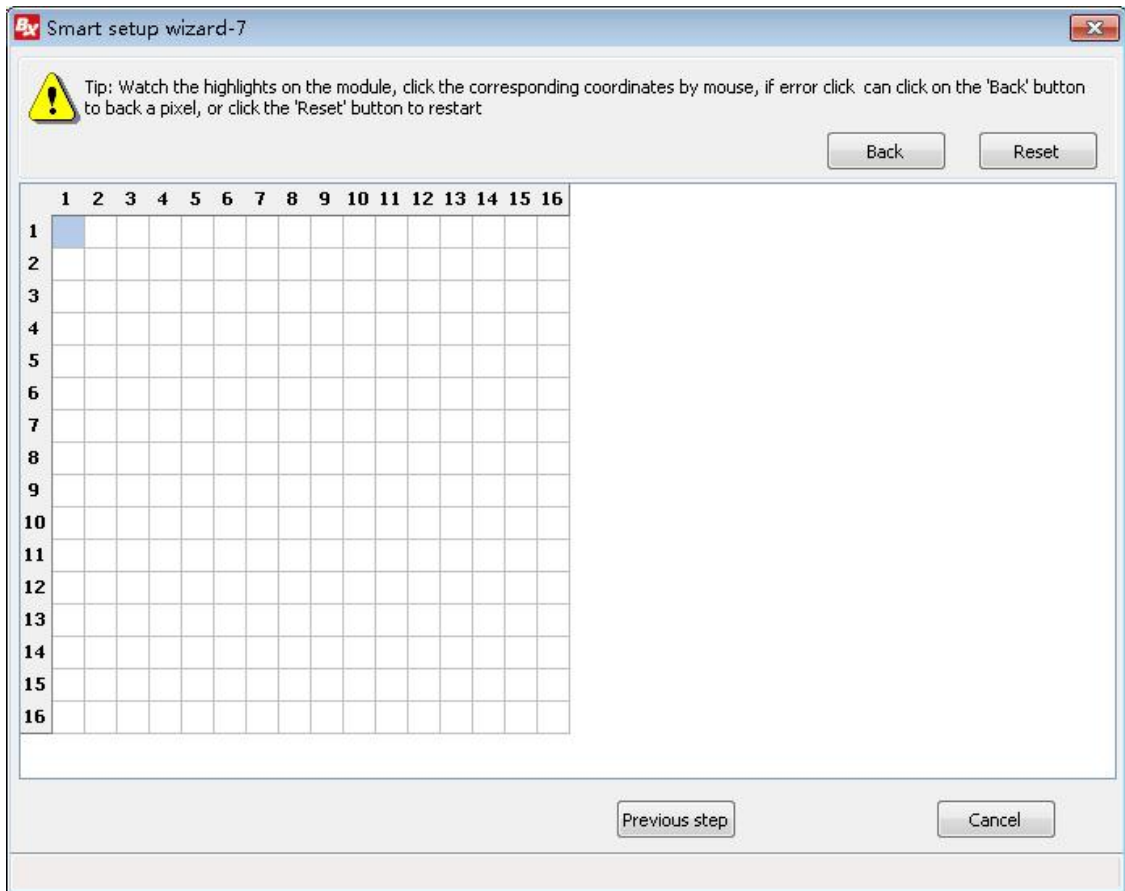 BX Smart setup wizard-7
Tip: Watch the highlights on the module, click the corresponding coordinates by mouse, if error click can click on the 'Back' button
to back a pixel, or click the 'Reset' button to restart
Back Reset
1 2 3 4 5 6 7 8 9 10 11 12 13 14 15 16
1
2
3
4
5
6
7
8
9
10
11
12
13
14
15
16
Previous step Cancel